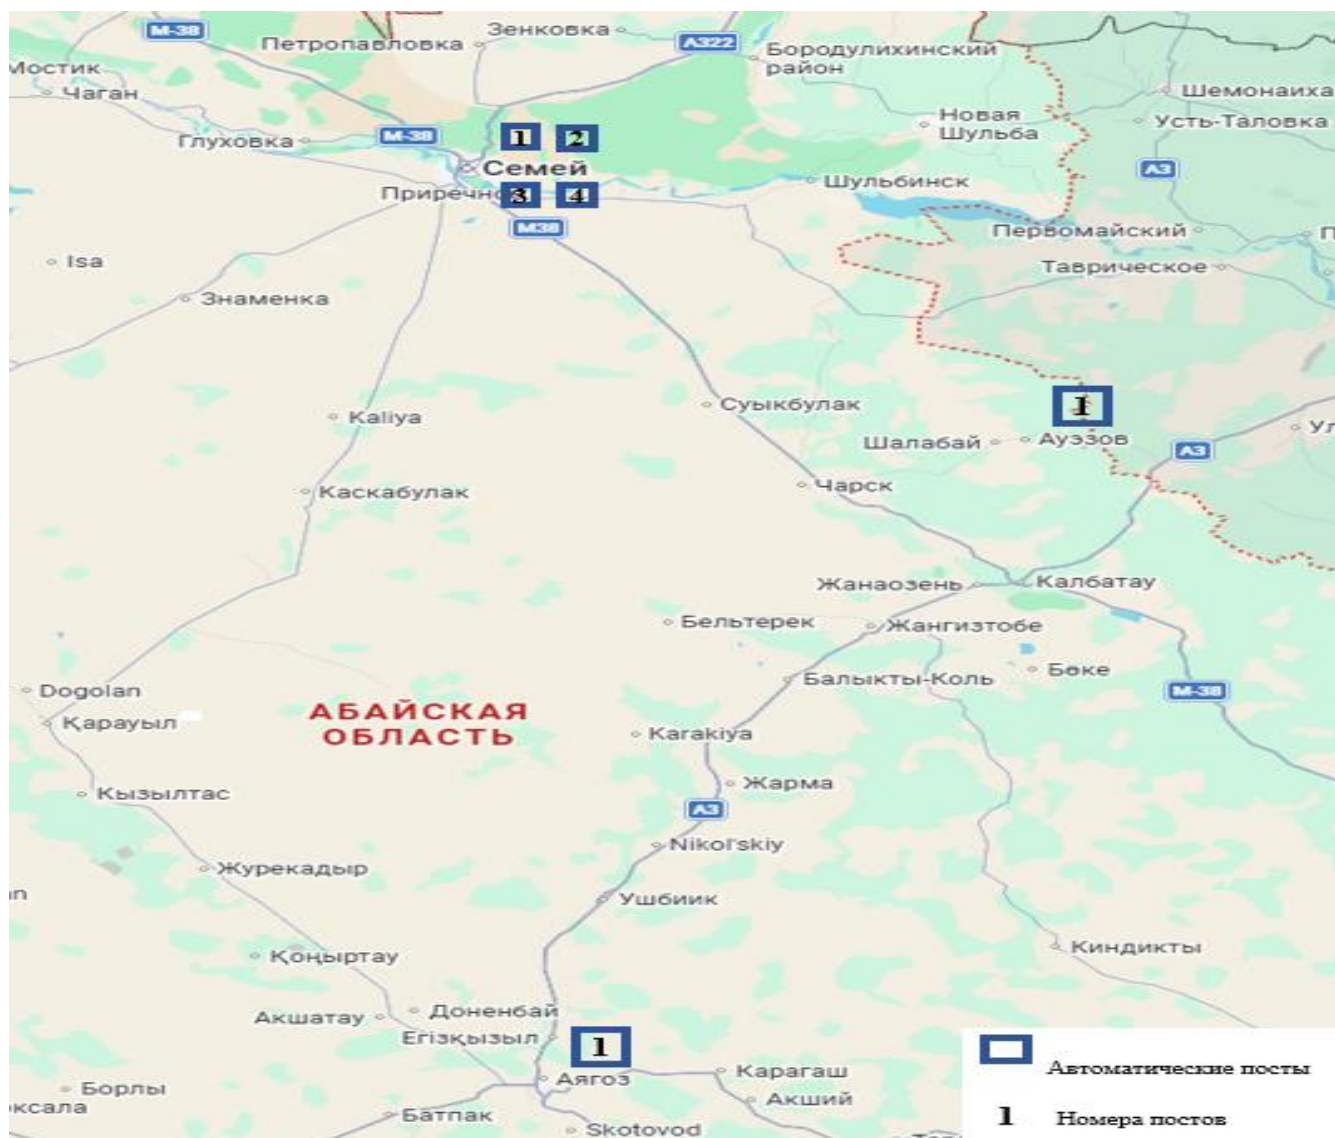 М-38
Зенковка
Петропавловка
А322
Бородулихинский
район
Мостик
Чаган
Шемонаиха
Новая
Шульба
Усть-Таловка
М-38
1
2
Глуховка
Семей
А3
Приречн
3
4
Шульбинск
М38
Первомайский
П
Isa
Таврическое
Знаменка
1
Kaliya
Суыкбулак
Шалабай
Ауэзов
Ул
А3
Чарск
Каскабулак
Жанаозень
Калбатау
Бельтерек
Жангизтобе
Бөке
Балыкты-Коль
М-38
Dogolan
Қарауыл
АБАЙСКАЯ
ОБЛАСТЬ
Karakiya
Жарма
Кызылтас
А3
Nikol'skiy
Журекадыр
Ушбиик
Киндикты
Қоңыртау
Доненбай
Акшатау
Егізқызыл
1
Аягоз
Карагаш
Автоматические посты
Борлы
Акший
оксала
Батпак
1
Номера постов
Skotovod